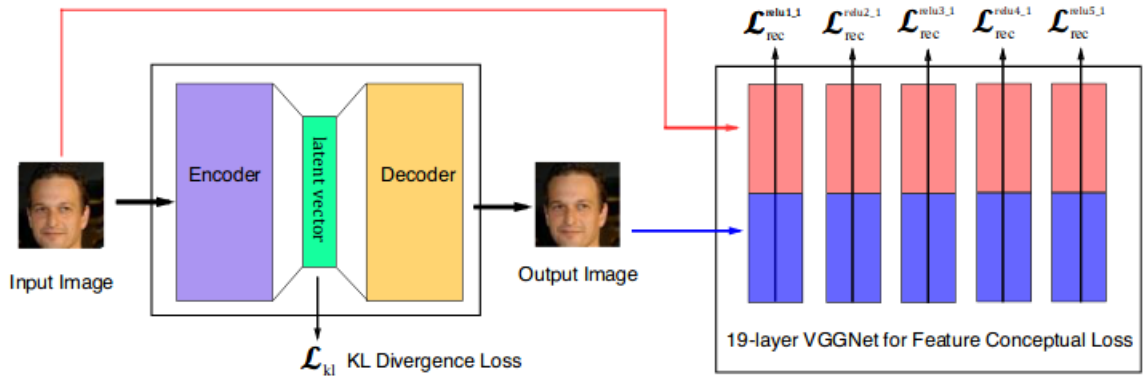 𝓛rec^relu1_1 𝓛rec^relu2_1 𝓛rec^relu3_1 𝓛rec^relu4_1 𝓛rec^relu5_1
Encoder
latent vector
Decoder
Input Image
Output Image
19-layer VGGNet for Feature Conceptual Loss
𝓛kl KL Divergence Loss